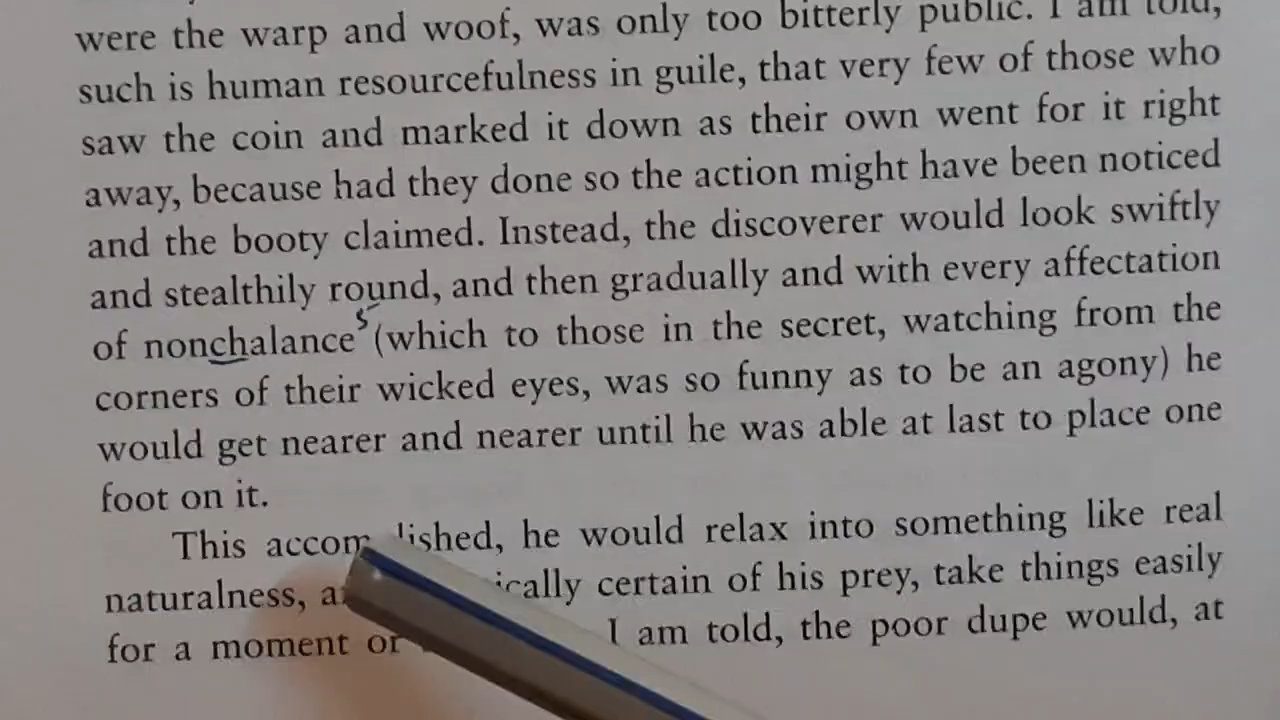 were the warp and woof, was only too bitterly public. I am told,
such is human resourcefulness in guile, that very few of those who
saw the coin and marked it down as their own went for it right
away, because had they done so the action might have been noticed
and the booty claimed. Instead, the discoverer would look swiftly
and stealthily round, and then gradually and with every affectation
of nonchalance (which to those in the secret, watching from the
corners of their wicked eyes, was so funny as to be an agony) he
would get nearer and nearer until he was able at last to place one
foot on it.
This he would relax into something like real
naturalness, certain of his prey, take things easily
for a moment or I am told, the poor dupe would, at